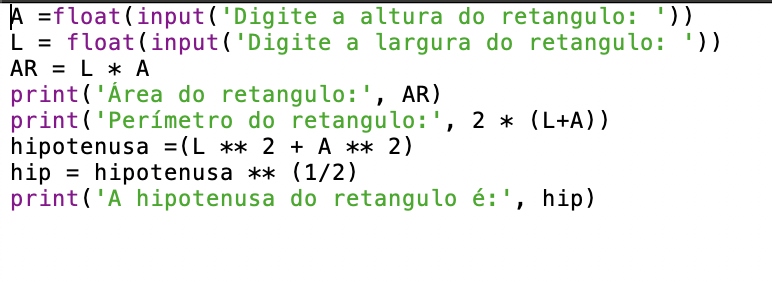 A =float(input('Digite a altura do retangulo: '))
L = float(input('Digite a largura do retangulo: '))
AR = L * A
print('Área do retangulo:', AR)
print('Perímetro do retangulo:', 2 * (L+A))
hipotenusa =(L ** 2 + A ** 2)
hip = hipotenusa ** (1/2)
print('A hipotenusa do retangulo é:', hip)